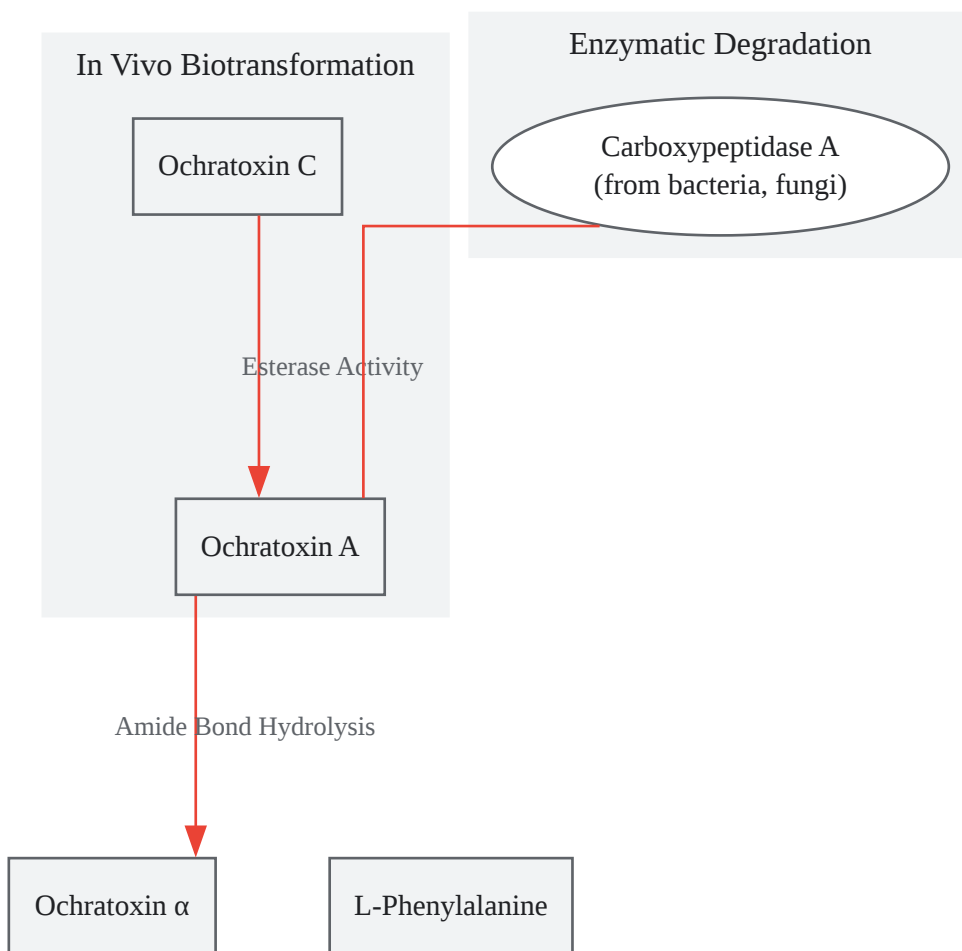 In Vivo Biotransformation
Enzymatic Degradation
Ochratoxin C
Carboxypeptidase A
(from bacteria, fungi)
Esterase Activity
Ochratoxin A
Amide Bond Hydrolysis
Ochratoxin α
L-Phenylalanine